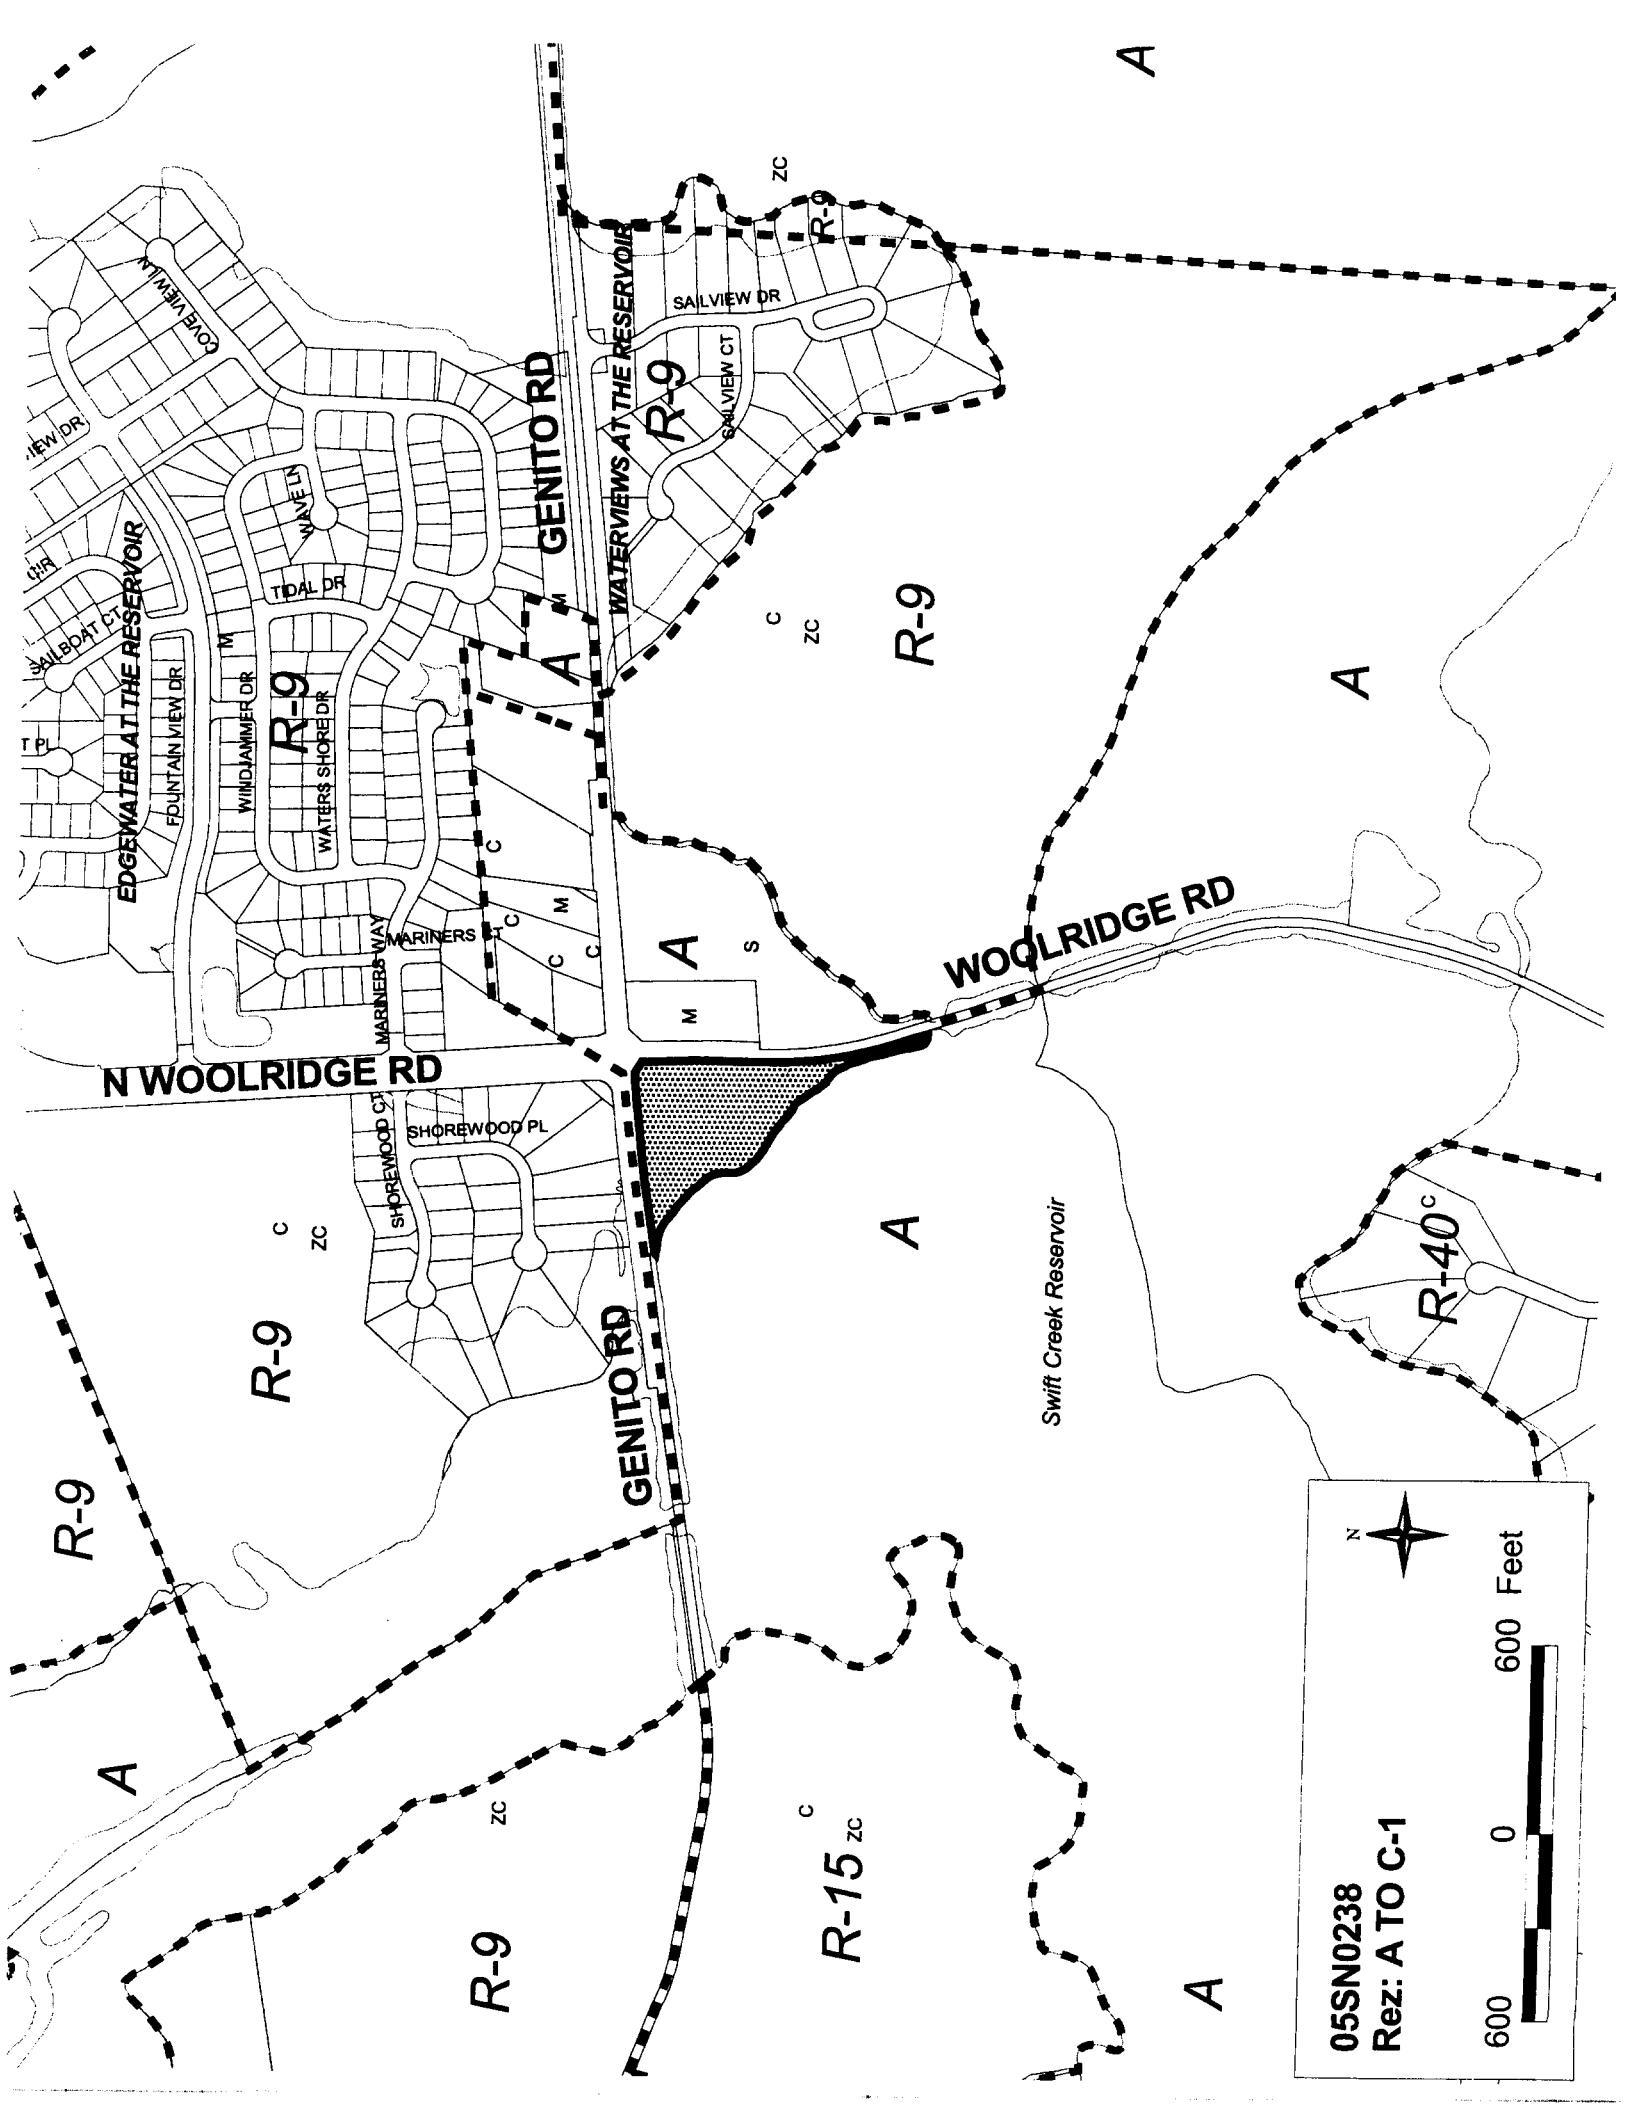 A
ZC
R-9
COVE VIEW LN
SAILVIEW DR
WATERVIEWS AT THE RESERVOIR
SAILVIEW CT
R-9
GENITO RD
WAVE LN
TIDAL DR
SAILBOAT CT
EDGEWATER AT THE RESERVOIR
M
M
A
C
ZC
R-9
A
FOUNTAIN VIEW DR
WINDJAMMER DR
R-9
WATERS SHORE DR
T PL
C
C
M
C
C
MARINERS CT
MARINERS WAY
A
S
M
WOOLRIDGE RD
N WOOLRIDGE RD
SHOREWOOD CT
SHOREWOOD PL
C
ZC
R-9
R-9
GENITO RD
A
Swift Creek Reservoir
R-40
C
A
ZC
R-9
C
R-15
ZC
A
N
05SN0238
Rez: A TO C-1
600 0 600 Feet